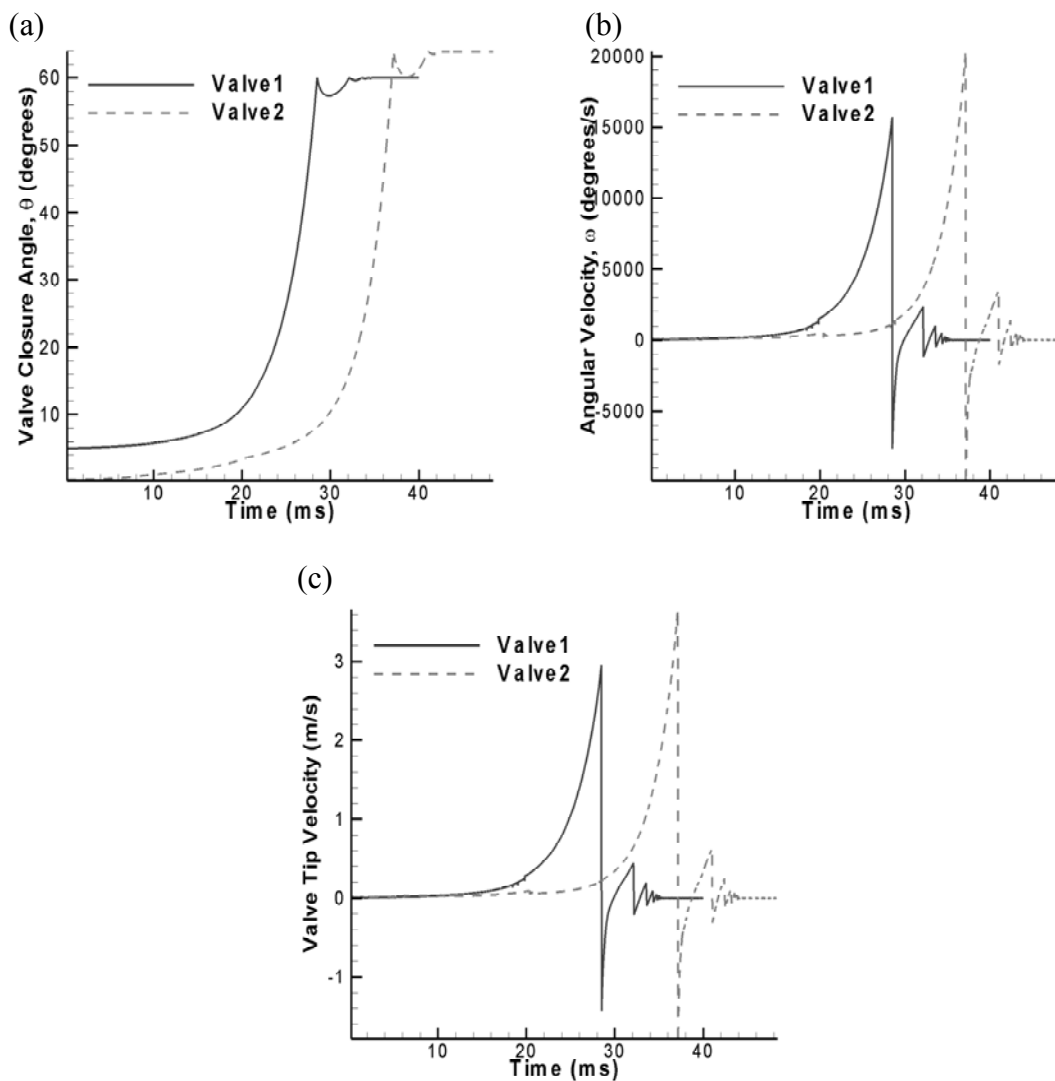 (a)
Valve Closure Angle, θ (degrees)
60
50
40
30
20
10
Valve1
Valve2
10
20
30
40
Time (ms)
(b)
Angular Velocity, ω (degrees/s)
20000
15000
10000
5000
0
-5000
Valve1
Valve2
10
20
30
40
Time (ms)
(c)
Valve Tip Velocity (m/s)
3
2
1
0
-1
Valve1
Valve2
10
20
30
40
Time (ms)